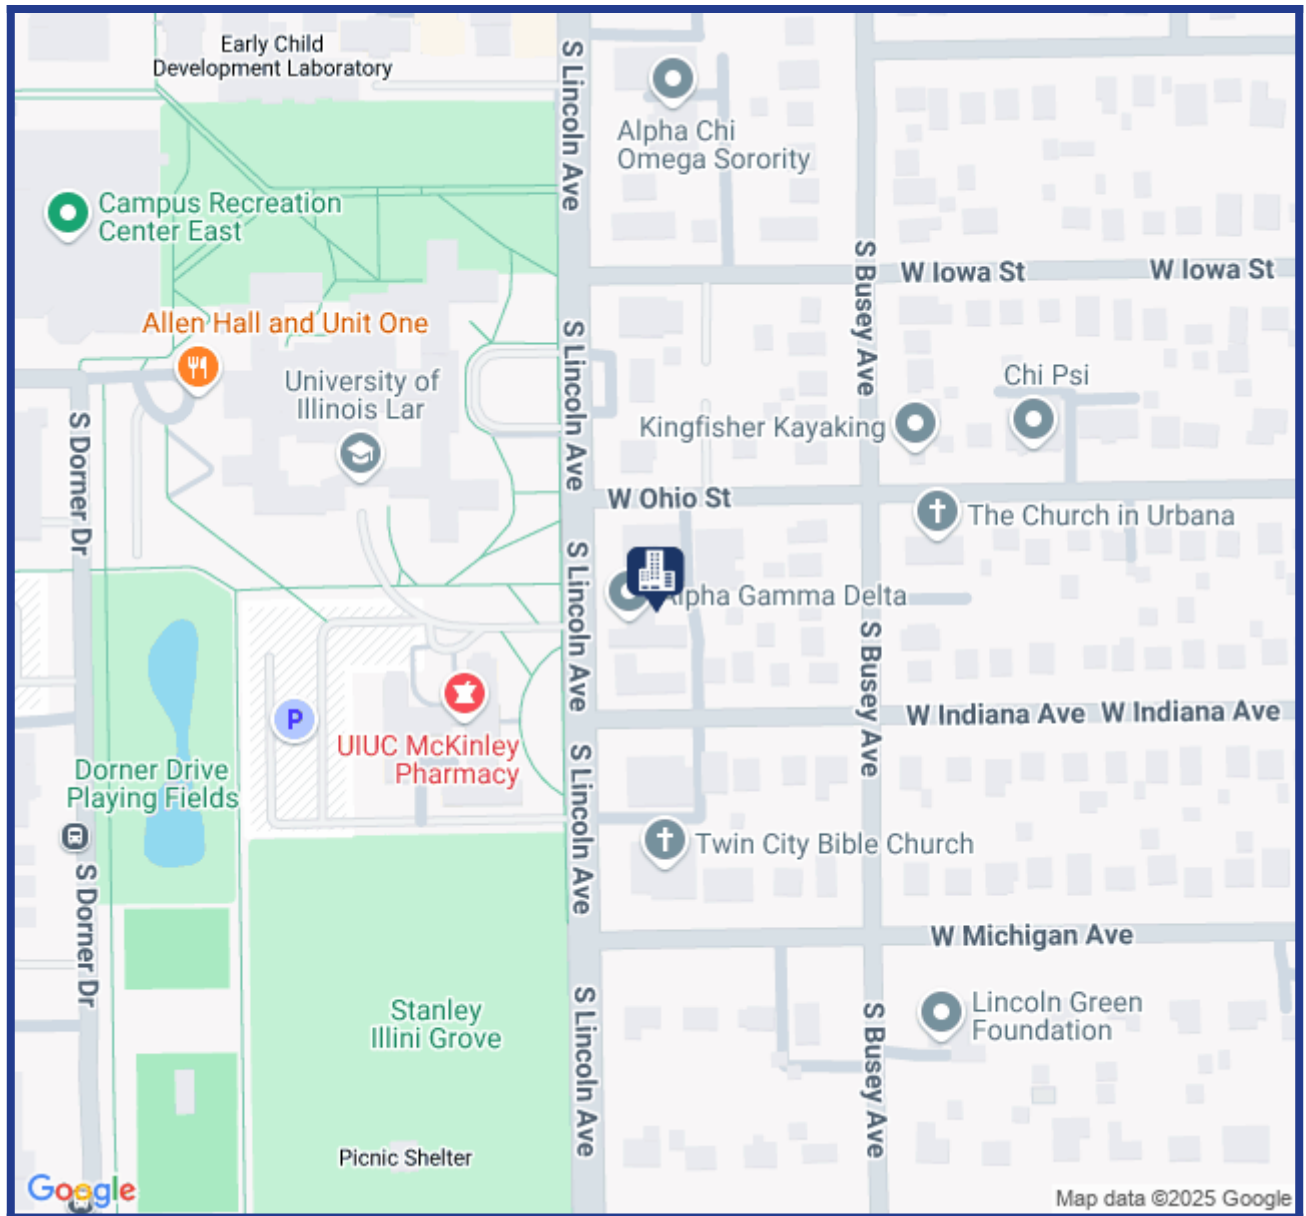 Early Child
Development Laboratory
S Lincoln Ave
Alpha Chi
Omega Sorority
Campus Recreation
Center East
S Busey Ave
W Iowa St
W Iowa St
Allen Hall and Unit One
S Lincoln Ave
University of
Illinois Lar
Chi Psi
Kingfisher Kayaking
S Dorner Dr
W Ohio St
The Church in Urbana
S Lincoln Ave
Alpha Gamma Delta
S Busey Ave
P
W Indiana Ave
W Indiana Ave
UIUC McKinley
Pharmacy
S Lincoln Ave
Dorner Drive
Playing Fields
Twin City Bible Church
S Dorner Dr
W Michigan Ave
Stanley
Illini Grove
S Lincoln Ave
Lincoln Green
Foundation
S Busey Ave
Picnic Shelter
Google
Map data ©2025 Google